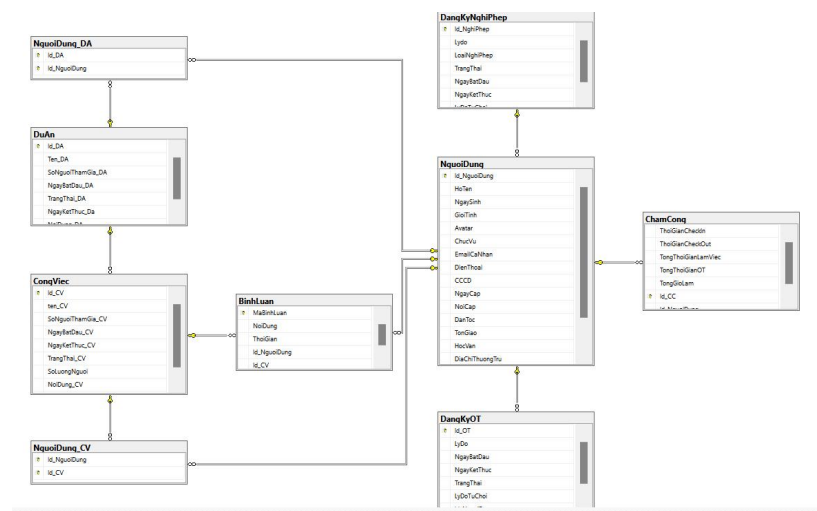 NguoiDung_DA
Id_DA
Id_NguoiDung
DuAn
Id_DA
Ten_DA
SoNguoiThamGia_DA
NgayBatDau_DA
TrangThai_DA
NgayKetThuc_Da
NoiDung_DA
CongViec
Id_CV
ten_CV
SoNguoiThamGia_CV
NgayBatDau_CV
NgayKetThuc_CV
TrangThai_CV
SoLuongNguoi
NoiDung_CV
NguoiDung_CV
Id_NguoiDung
Id_CV
BinhLuan
MaBinhLuan
NoiDung
ThoiGian
Id_NguoiDung
Id_CV
DangKyNghiPhep
Id_NghiPhep
Lydo
LoaiNghiPhep
TrangThai
NgayBatDau
NgayKetThuc
LyDoTuChoi
NguoiDung
Id_NguoiDung
HoTen
NgaySinh
GioiTinh
Avatar
ChucVu
EmailCaNhan
DienThoai
CCCD
NgayCap
NoiCap
DanToc
TonGiao
HocVan
DiaChiThuongTru
DangKyOT
Id_OT
LyDo
NgayBatDau
NgayKetThuc
TrangThai
LyDoTuChoi
ChamCong
ThoiGianCheckIn
ThoiGianCheckOut
TongThoiGianLamViec
TongThoiGianOT
TongGioLam
Id_CC
Id_NguoiDung